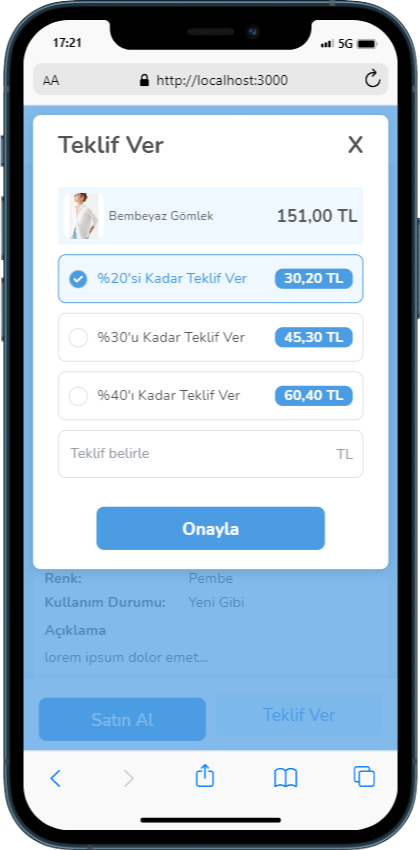 17:21 5G
AA http://localhost:3000
Teklif Ver X
Bembeyaz Gömlek 151,00 TL
%20'si Kadar Teklif Ver 30,20 TL
%30'u Kadar Teklif Ver 45,30 TL
%40'ı Kadar Teklif Ver 60,40 TL
Teklif belirle TL
Onayla
Renk: Pembe
Kullanım Durumu: Yeni Gibi
Açıklama
lorem ipsum dolor emet...
Satın Al Teklif Ver